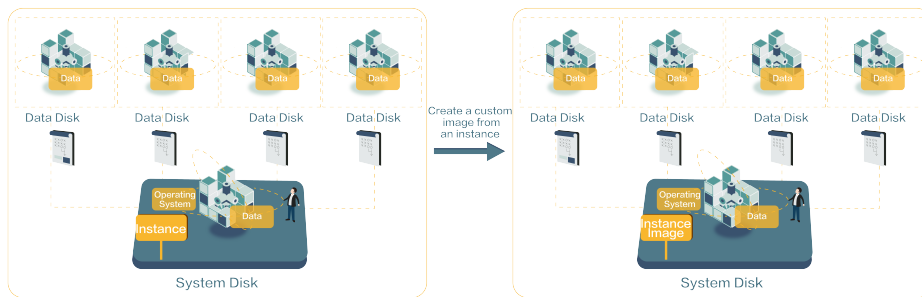 Data
Data
Data
Data
Data Disk
Data Disk
Data Disk
Data Disk
Operating
System
Data
Instance
System Disk
Create a custom
image from
an instance
Data
Data
Data
Data
Data Disk
Data Disk
Data Disk
Data Disk
Operating
System
Data
Instance
Image
System Disk